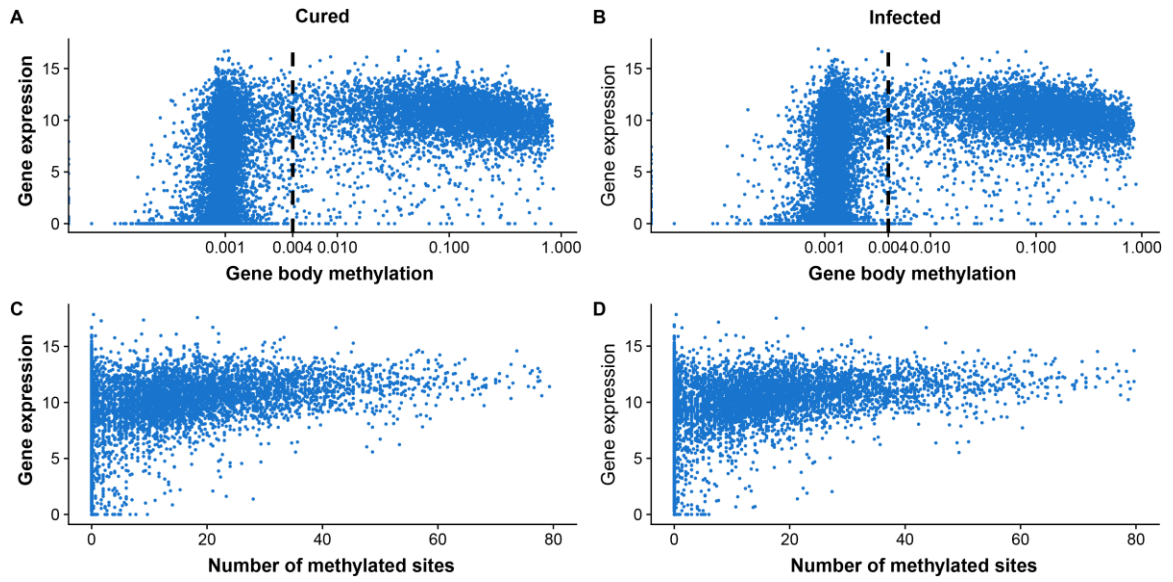 A
Cured
Gene expression
15
10
5
0
0.001
0.004
0.010
0.100
1.000
Gene body methylation
B
Infected
Gene expression
15
10
5
0
0.001
0.004
0.010
0.100
1.000
Gene body methylation
C
Gene expression
15
10
5
0
0
20
40
60
80
Number of methylated sites
D
Gene expression
15
10
5
0
0
20
40
60
80
Number of methylated sites